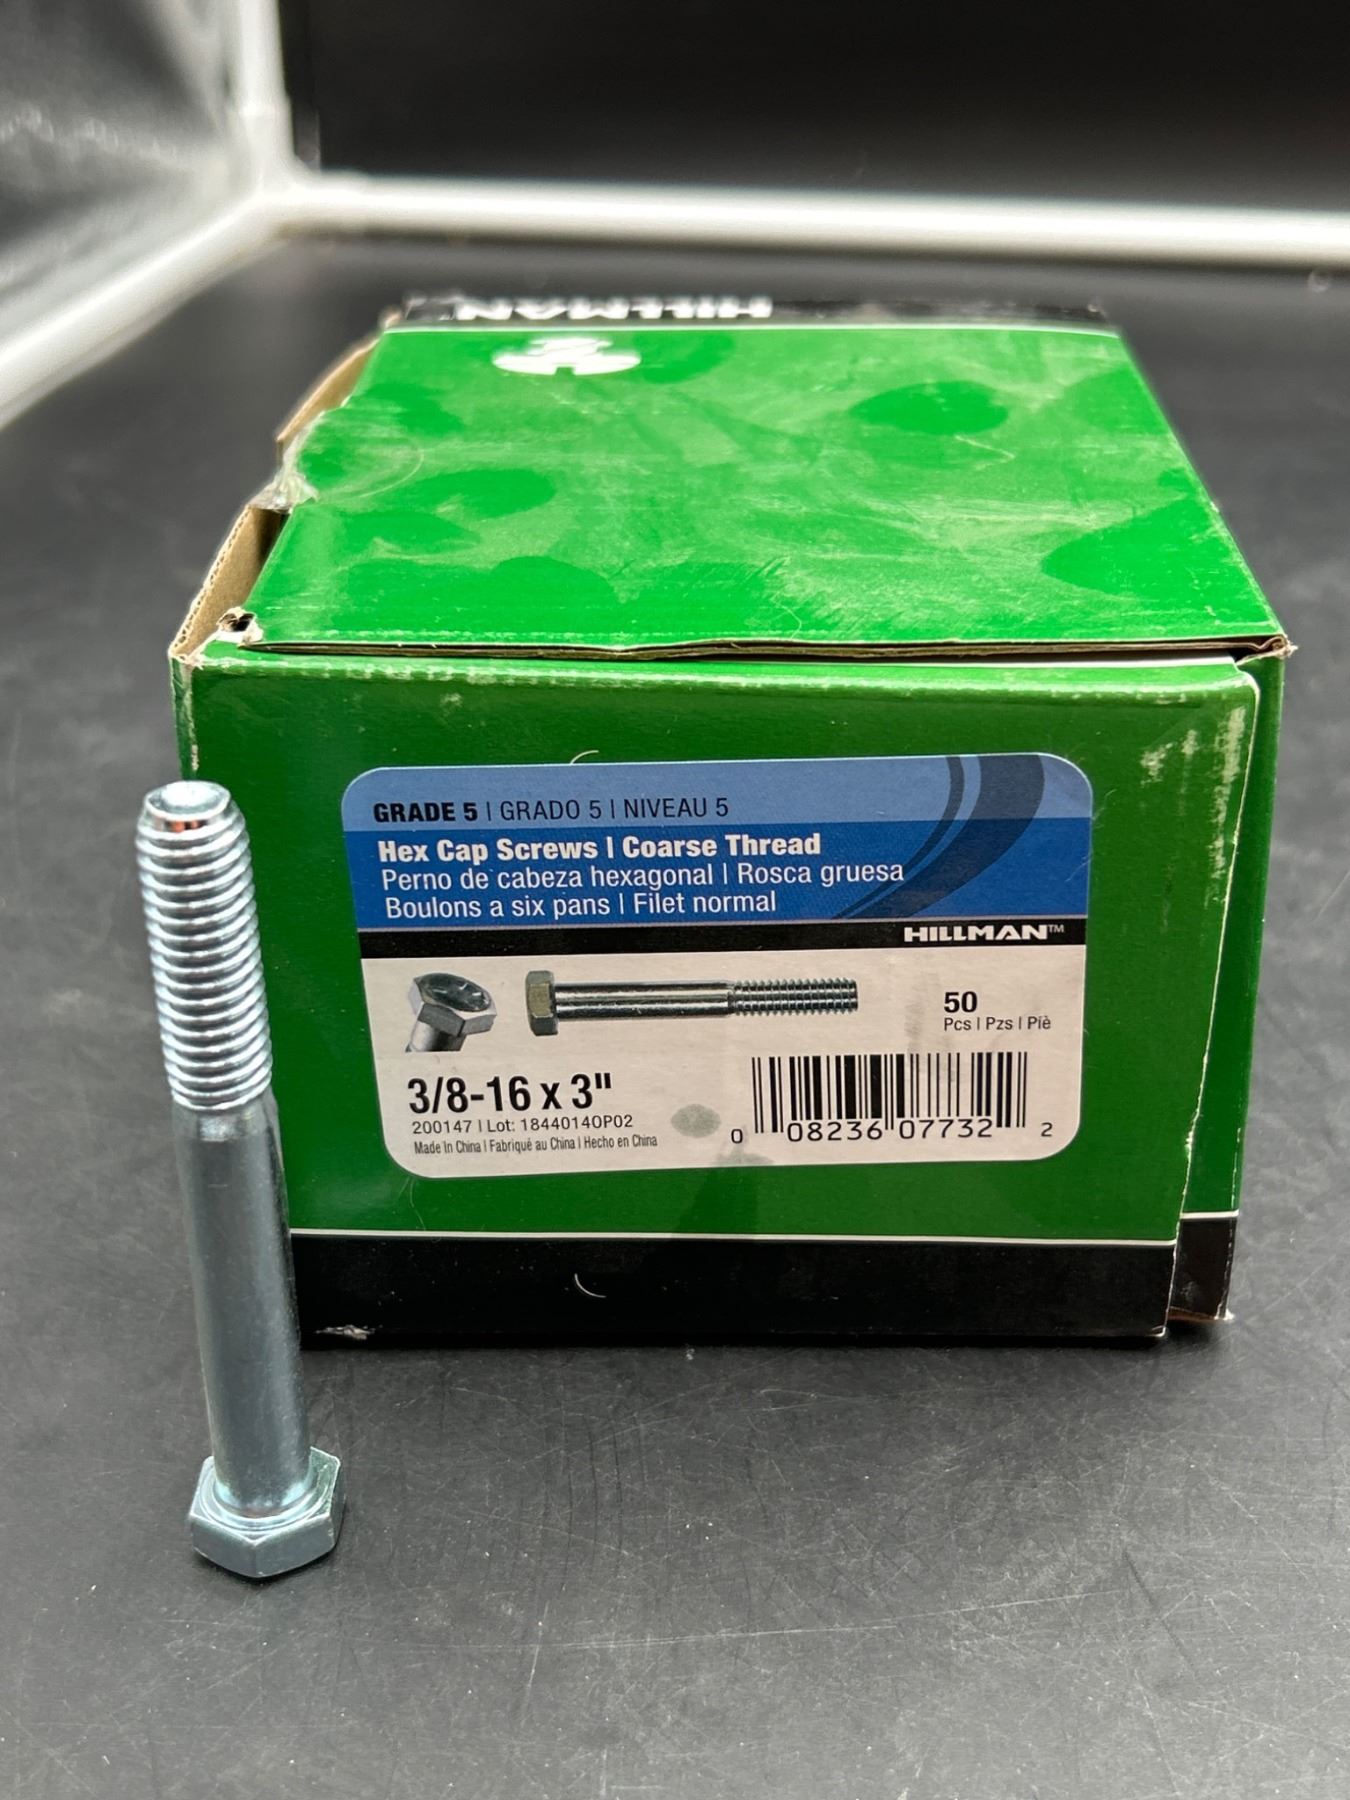 HILLMAN
GRADE 5 | GRADO 5 | NIVEAU 5
Hex Cap Screws | Coarse Thread
Perno de cabeza hexagonal | Rosca gruesa
Boulons a six pans | Filet normal
HILLMAN™
50
Pcs | Pzs | Piè
3/8-16 x 3"
200147 | Lot: 18440140P02
Made In China | Fabriqué au China | Hecho en China
0 08236 07732 2